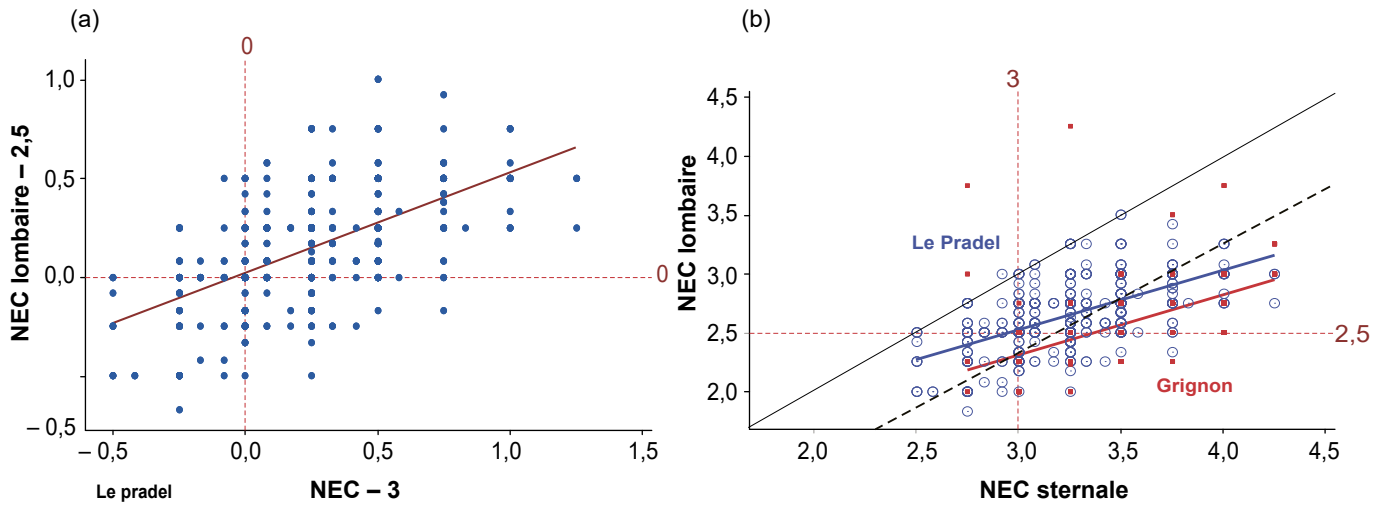 (a)
0
NEC lombaire – 2,5
1,0
0,5
0,0
– 0,5
0
– 0,5
0,0
0,5
1,0
1,5
Le pradel
NEC – 3
(b)
3
NEC lombaire
4,5
4,0
3,5
3,0
2,5
2,0
Le Pradel
2,5
Grignon
2,0
2,5
3,0
3,5
4,0
4,5
NEC sternale